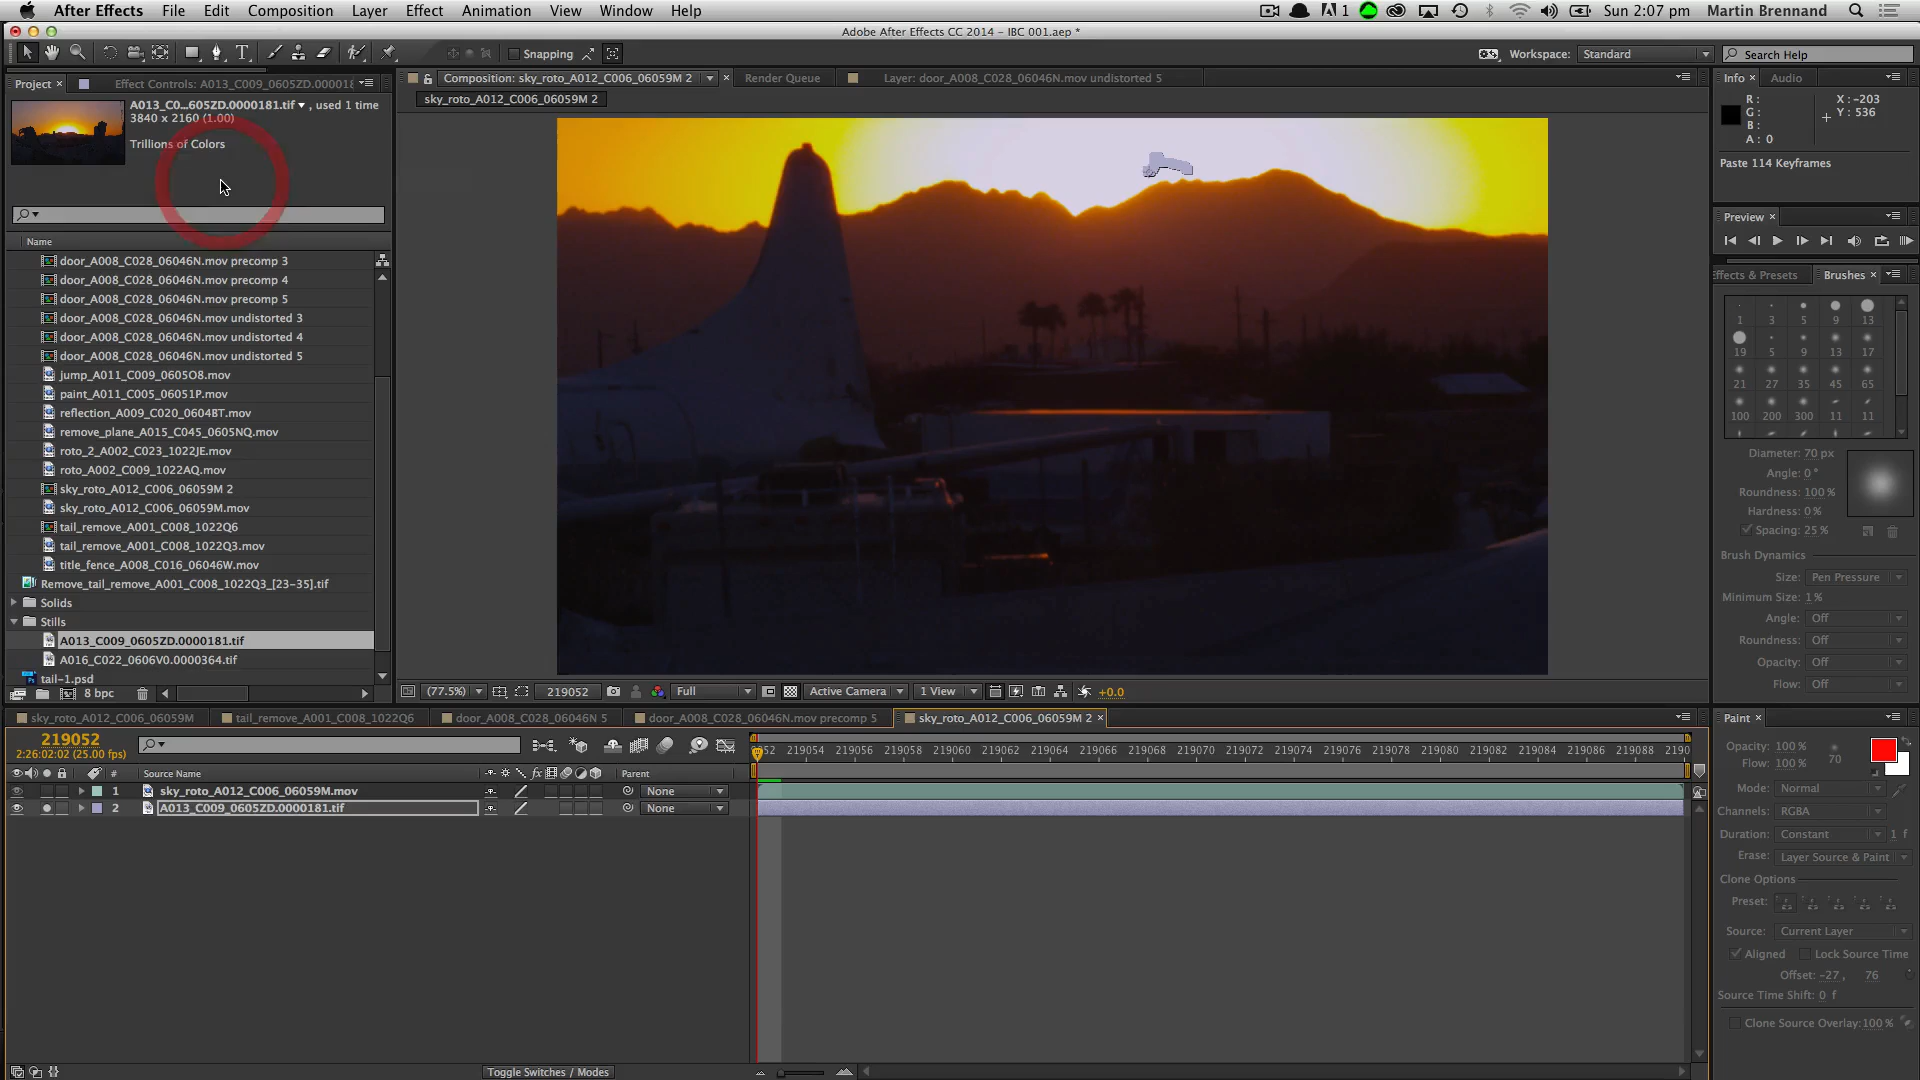 After Effects File Edit Composition Layer Effect Animation View Window Help 1 Sun 2:07 pm Martin Brennand
Adobe After Effects CC 2014 - IBC 001.aep *
Snapping Workspace: Standard Search Help
Project Effect Controls: A013_C009_0605ZD.000018
Composition: sky_roto_A012_C006_06059M 2 Render Queue Layer: door_A008_C028_06046N.mov undistorted 5
Info Audio
sky_roto_A012_C006_06059M 2
A013_C0...605ZD.0000181.tif , used 1 time
3840 x 2160 (1.00)
Trillions of Colors
R : X : -203
G : Y : 536
B :
A : 0
Paste 114 Keyframes
Preview
Effects & Presets Brushes
Name
door_A008_C028_06046N.mov precomp 3
door_A008_C028_06046N.mov precomp 4
door_A008_C028_06046N.mov precomp 5
door_A008_C028_06046N.mov undistorted 3
door_A008_C028_06046N.mov undistorted 4
door_A008_C028_06046N.mov undistorted 5
jump_A011_C009_0605O8.mov
paint_A011_C005_06051P.mov
reflection_A009_C020_06048T.mov
remove_plane_A015_C045_0605NQ.mov
roto_2_A002_C023_1022JE.mov
roto_A002_C009_1022AQ.mov
sky_roto_A012_C006_06059M 2
sky_roto_A012_C006_06059M.mov
tail_remove_A001_C008_1022Q6
tail_remove_A001_C008_1022Q3.mov
title_fence_A008_C016_06046W.mov
Remove_tail_remove_A001_C008_1022Q3_[23-35].tif
Solids
Stills
A013_C009_0605ZD.0000181.tif
A016_C022_0606V0.0000364.tif
tail-1.psd
8 bpc
1 3 5 9 13
19 5 9 13 17
21 27 35 45 65
100 200 300 11 11
Diameter: 70 px
Angle: 0 °
Roundness: 100 %
Hardness: 0 %
Spacing: 25 %
Brush Dynamics
Size: Pen Pressure
Minimum Size: 1 %
Angle: Off
Roundness: Off
Opacity: Off
Flow: Off
(77.5%) 219052 Full Active Camera 1 View +0.0
sky_roto_A012_C006_06059M tail_remove_A001_C008_1022Q6 door_A008_C028_06046N 5 door_A008_C028_06046N.mov precomp 5 sky_roto_A012_C006_06059M 2
219052
2:26:02:02 (25.00 fps)
52 219054 219056 219058 219060 219062 219064 219066 219068 219070 219072 219074 219076 219078 219080 219082 219084 219086 219088 2190
# Source Name fx Parent
1 sky_roto_A012_C006_06059M.mov None
2 A013_C009_0605ZD.0000181.tif None
Toggle Switches / Modes
Paint
Opacity: 100 %
Flow: 100 % 70
Mode: Normal
Channels: RGBA
Duration: Constant 1 f
Erase: Layer Source & Paint
Clone Options
Preset:
Source: Current Layer
Aligned Lock Source Time
Offset: -27 , 76
Source Time Shift: 0 f
Clone Source Overlay: 100 %